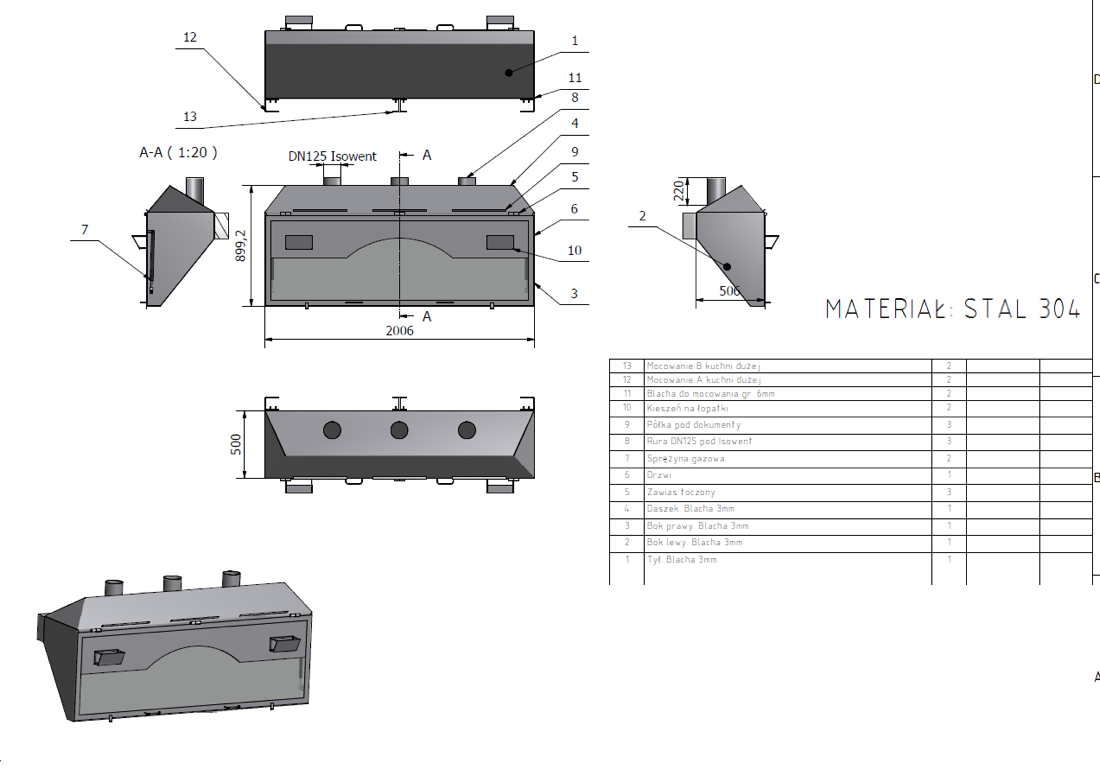 12
1
11
8
13
4
A-A ( 1:20 )
DN125 Isowent
A
9
5
220
7
899,2
6
2
10
506
3
A
2006
MATERIAŁ: STAL 304
13 Mocowanie B kuchni dużej 2
12 Mocowanie A kuchni dużej 2
11 Blacha do mocowania gr. 6mm 2
10 Kieszeń na łopatki 2
9 Półka pod dokumenty 3
8 Rura DN125 pod Isowent 3
7 Sprężyna gazowa 2
6 Drzwi 1
5 Zawias toczony 3
4 Daszek. Blacha 3mm 1
3 Bok prawy. Blacha 3mm 1
2 Bok lewy. Blacha 3mm 1
1 Tył. Blacha 3mm 1
500
D
C
B
A